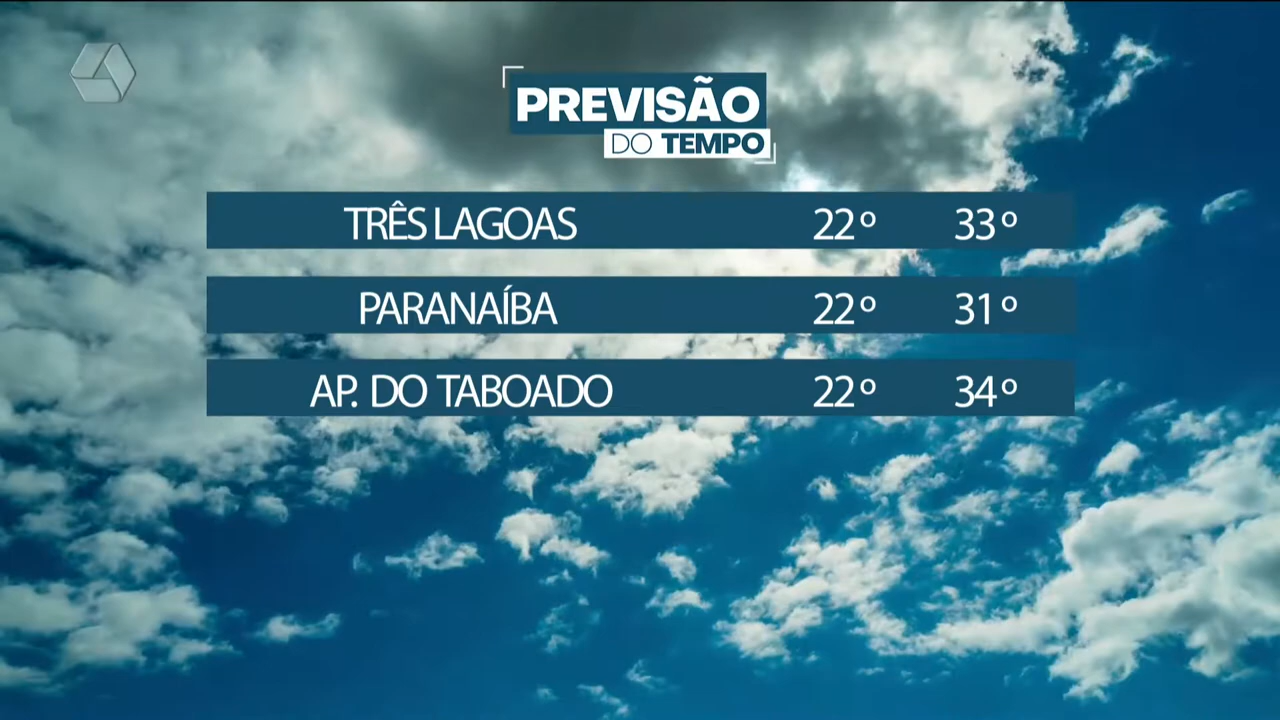 PREVISÃO
DO TEMPO
TRÊS LAGOAS 22º 33º
PARANAÍBA 22º 31º
AP. DO TABOADO 22º 34º